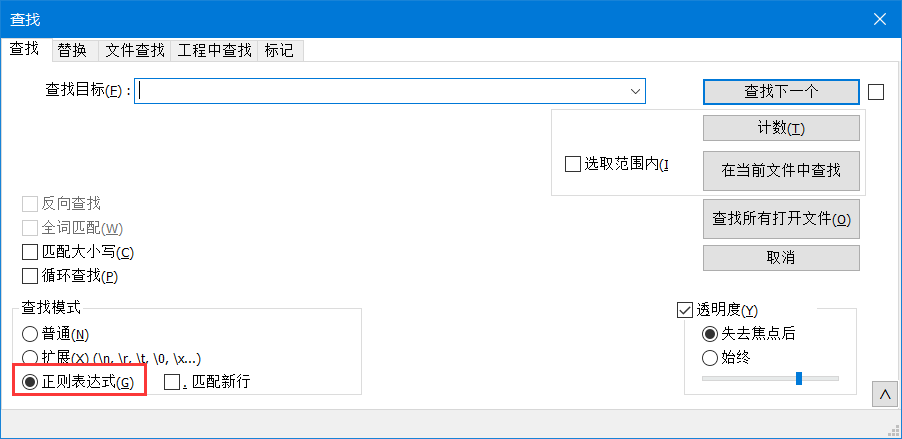 查找
查找 替换 文件查找 工程中查找 标记
查找目标(F) : 查找下一个
计数(T)
选取范围内(I
在当前文件中查找
反向查找
查找所有打开文件(O)
全词匹配(W)
匹配大小写(C)
取消
循环查找(P)
查找模式
普通(N)
扩展(X) (\n, \r, \t, \0, \x...)
正则表达式(G) . 匹配新行
透明度(Y)
失去焦点后
始终